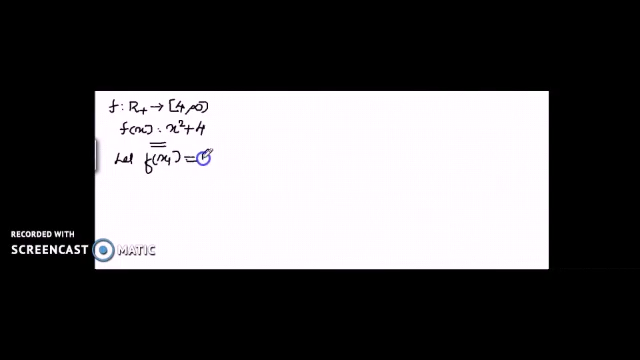 f : R+ → [4, ∞)
f(x) : x²+4
Let f(x₁) =
RECORDED WITH
SCREENCAST MATIC